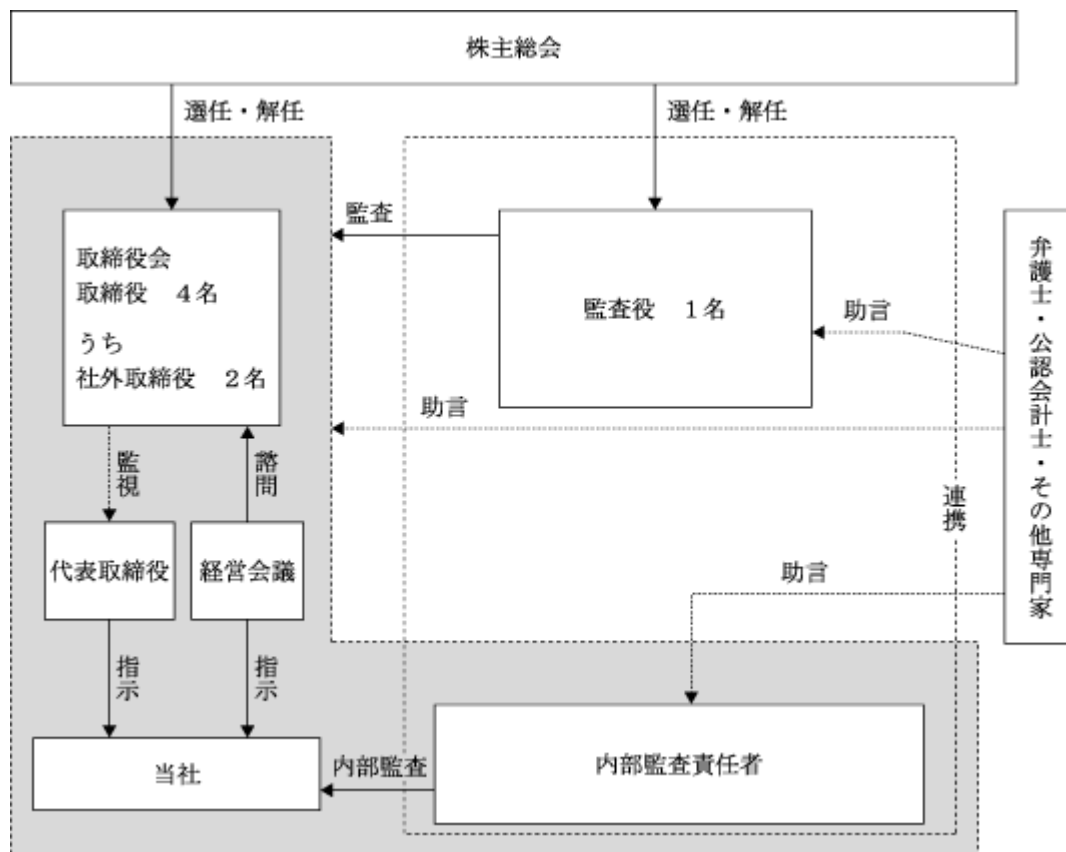 株主総会
選任・解任
選任・解任
取締役会
取締役　４名
うち
社外取締役　２名
監査
監査役　１名
助言
助言
弁護士・公認会計士・その他専門家
監視
諮問
連携
代表取締役
経営会議
助言
指示
指示
当社
内部監査
内部監査責任者